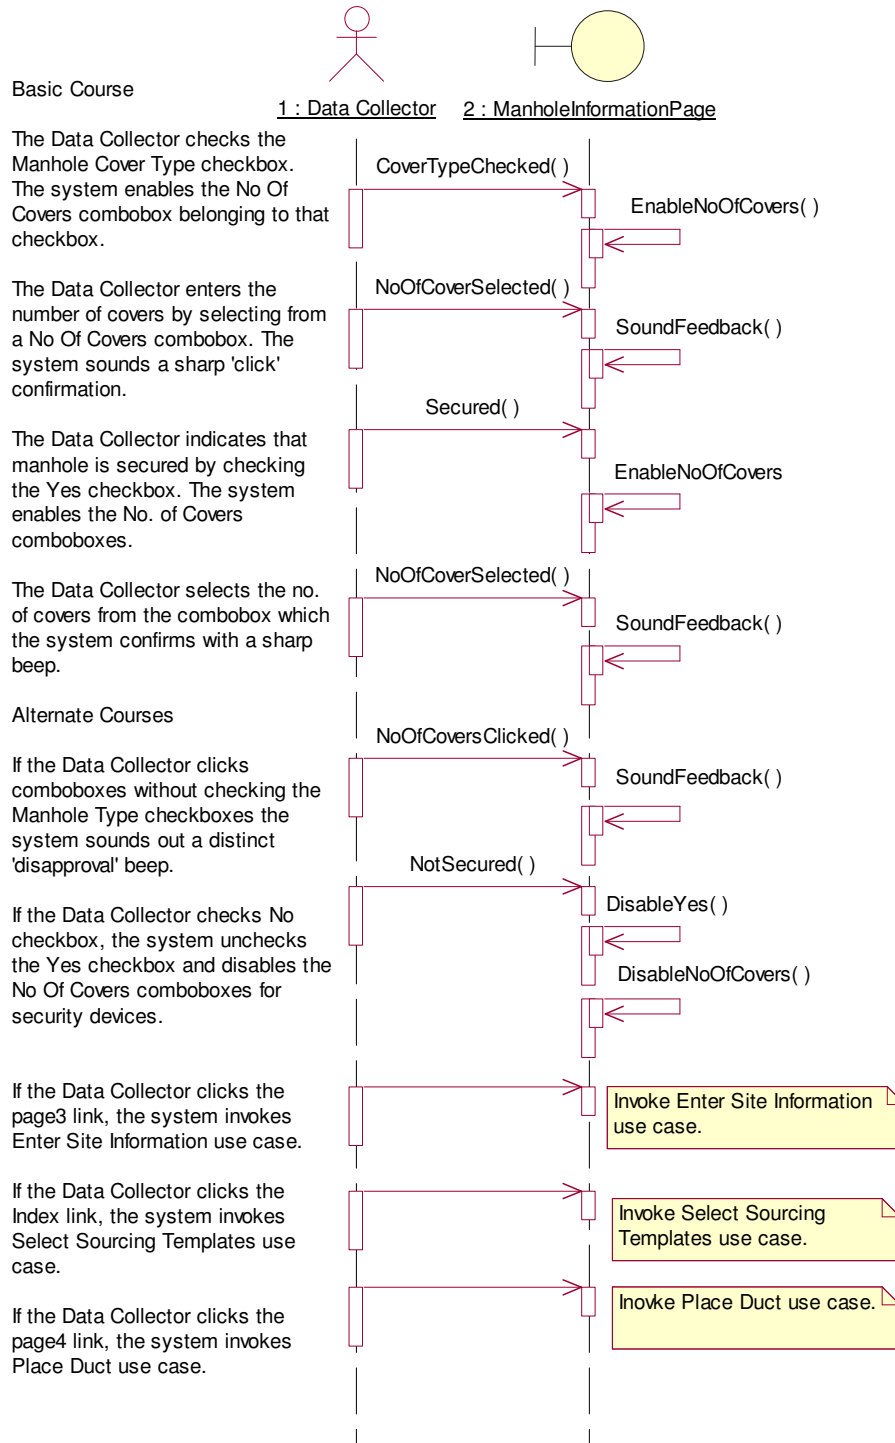 Basic Course
1 : Data Collector
2 : ManholeInformationPage
The Data Collector checks the
Manhole Cover Type checkbox.
The system enables the No Of
Covers combobox belonging to that
checkbox.
CoverTypeChecked( )
EnableNoOfCovers( )
The Data Collector enters the
number of covers by selecting from
a No Of Covers combobox. The
system sounds a sharp 'click'
confirmation.
NoOfCoverSelected( )
SoundFeedback( )
The Data Collector indicates that
manhole is secured by checking
the Yes checkbox. The system
enables the No. of Covers
comboboxes.
Secured( )
EnableNoOfCovers
The Data Collector selects the no.
of covers from the combobox which
the system confirms with a sharp
beep.
NoOfCoverSelected( )
SoundFeedback( )
Alternate Courses
If the Data Collector clicks
comboboxes without checking the
Manhole Type checkboxes the
system sounds out a distinct
'disapproval' beep.
NoOfCoversClicked( )
SoundFeedback( )
If the Data Collector checks No
checkbox, the system unchecks
the Yes checkbox and disables the
No Of Covers comboboxes for
security devices.
NotSecured( )
DisableYes( )
DisableNoOfCovers( )
If the Data Collector clicks the
page3 link, the system invokes
Enter Site Information use case.
Invoke Enter Site Information
use case.
If the Data Collector clicks the
Index link, the system invokes
Select Sourcing Templates use
case.
Invoke Select Sourcing
Templates use case.
If the Data Collector clicks the
page4 link, the system invokes
Place Duct use case.
Inovke Place Duct use case.